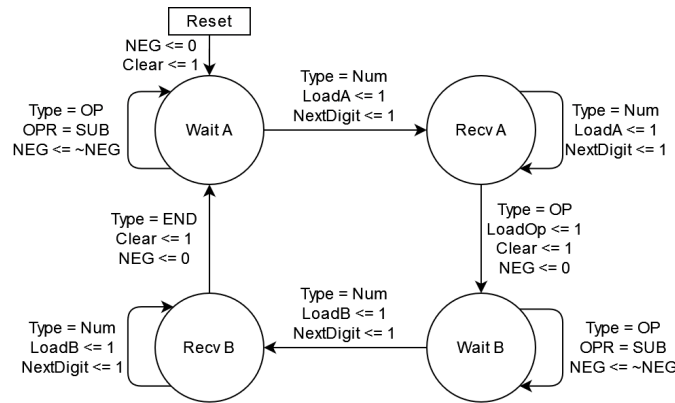 Reset
NEG <= 0
Clear <= 1
Type = Num
LoadA <= 1
NextDigit <= 1
Type = OP
OPR = SUB
NEG <= ~NEG
Wait A
Recv A
Type = Num
LoadA <= 1
NextDigit <= 1
Type = END
Clear <= 1
NEG <= 0
Type = OP
LoadOp <= 1
Clear <= 1
NEG <= 0
Type = Num
LoadB <= 1
NextDigit <= 1
Type = Num
LoadB <= 1
NextDigit <= 1
Recv B
Wait B
Type = OP
OPR = SUB
NEG <= ~NEG